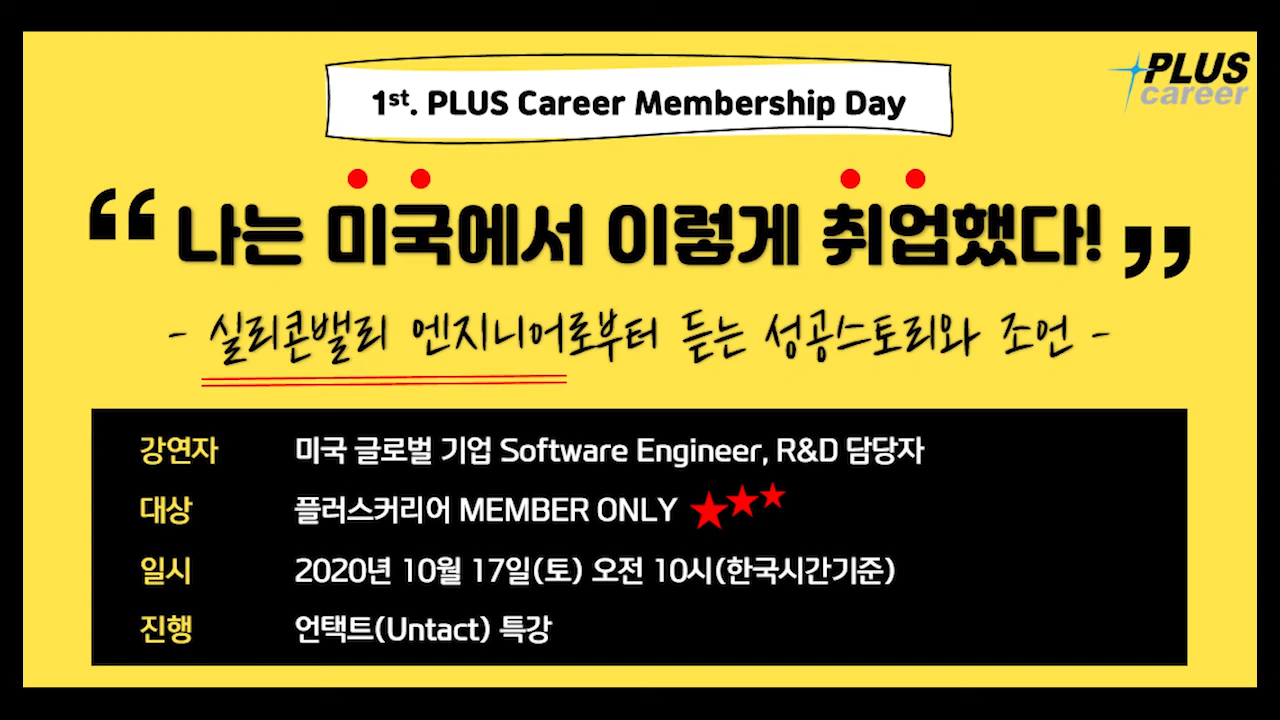 PLUS
career
1st. PLUS Career Membership Day
“나는 미국에서 이렇게 취업했다!”
- 실리콘밸리 엔지니어로부터 듣는 성공스토리와 조언 -
강연자 미국 글로벌 기업 Software Engineer, R&D 담당자
대상 플러스커리어 MEMBER ONLY ★★★
일시 2020년 10월 17일(토) 오전 10시(한국시간기준)
진행 언택트(Untact) 특강